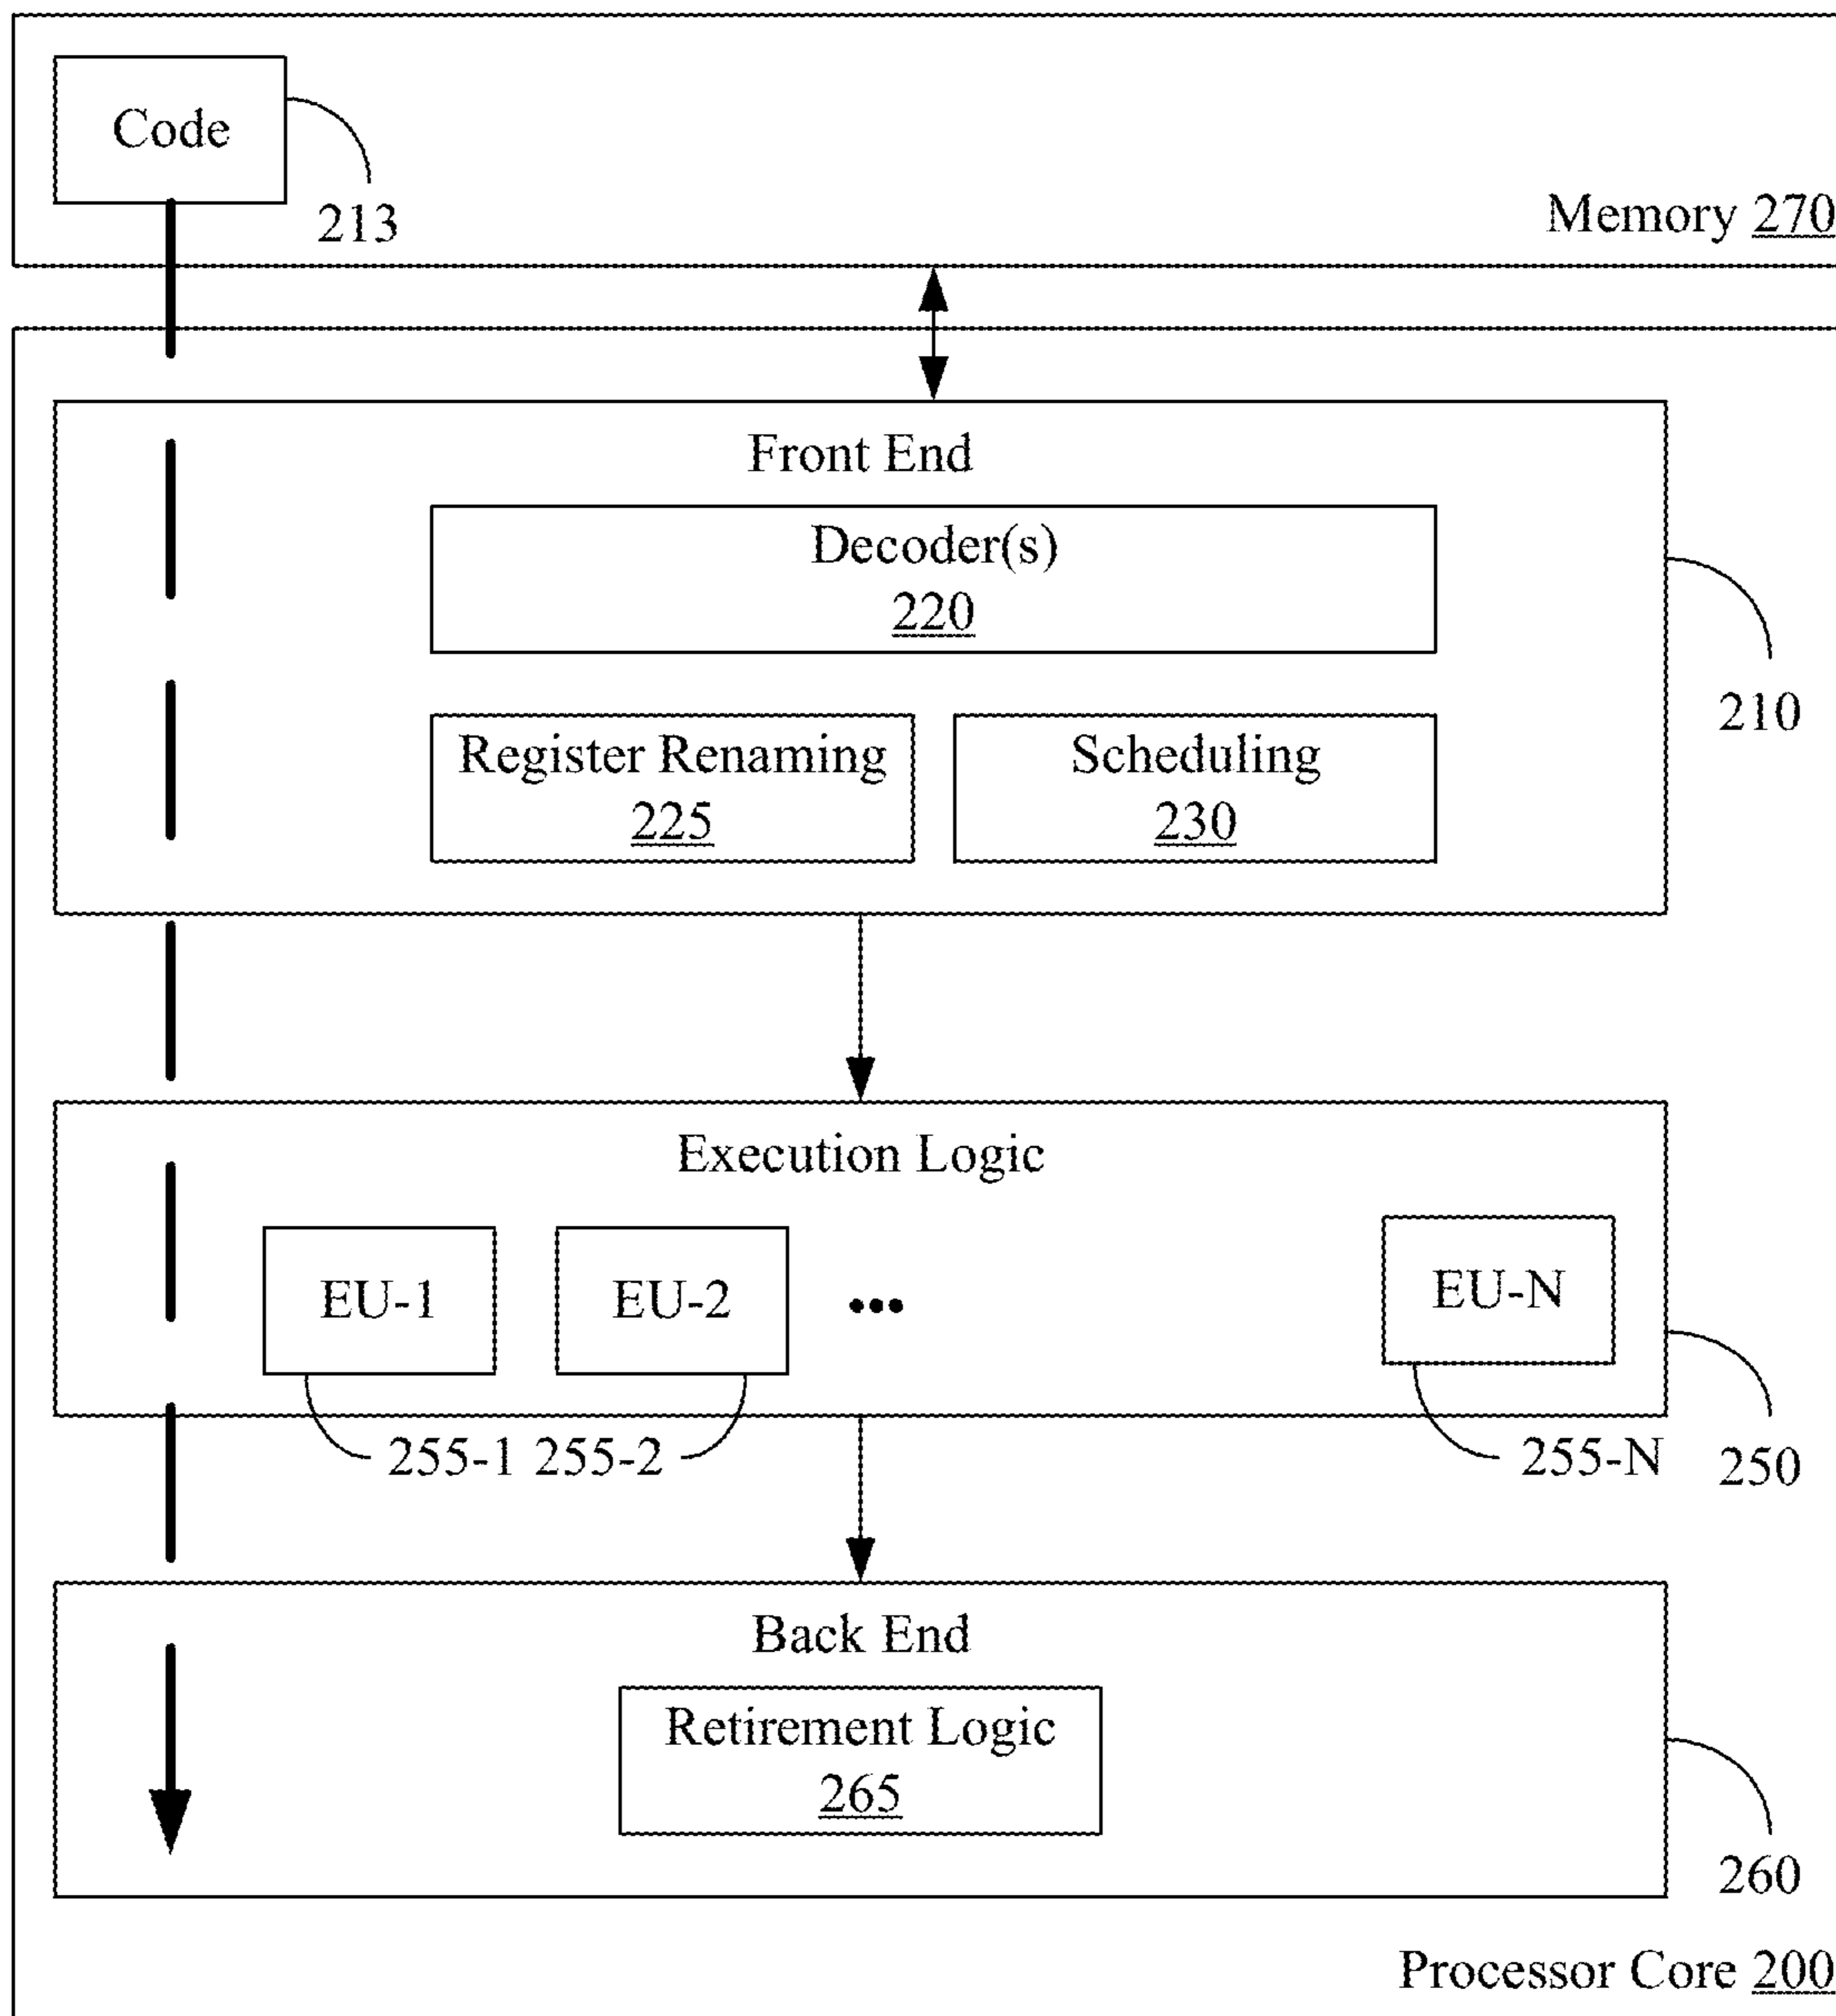 Code
213
Memory 270
Front End
Decoder(s)
220
210
Register Renaming
225
Scheduling
230
Execution Logic
EU-1
EU-2
•••
EU-N
255-1 255-2
255-N
250
Back End
Retirement Logic
265
260
Processor Core 200